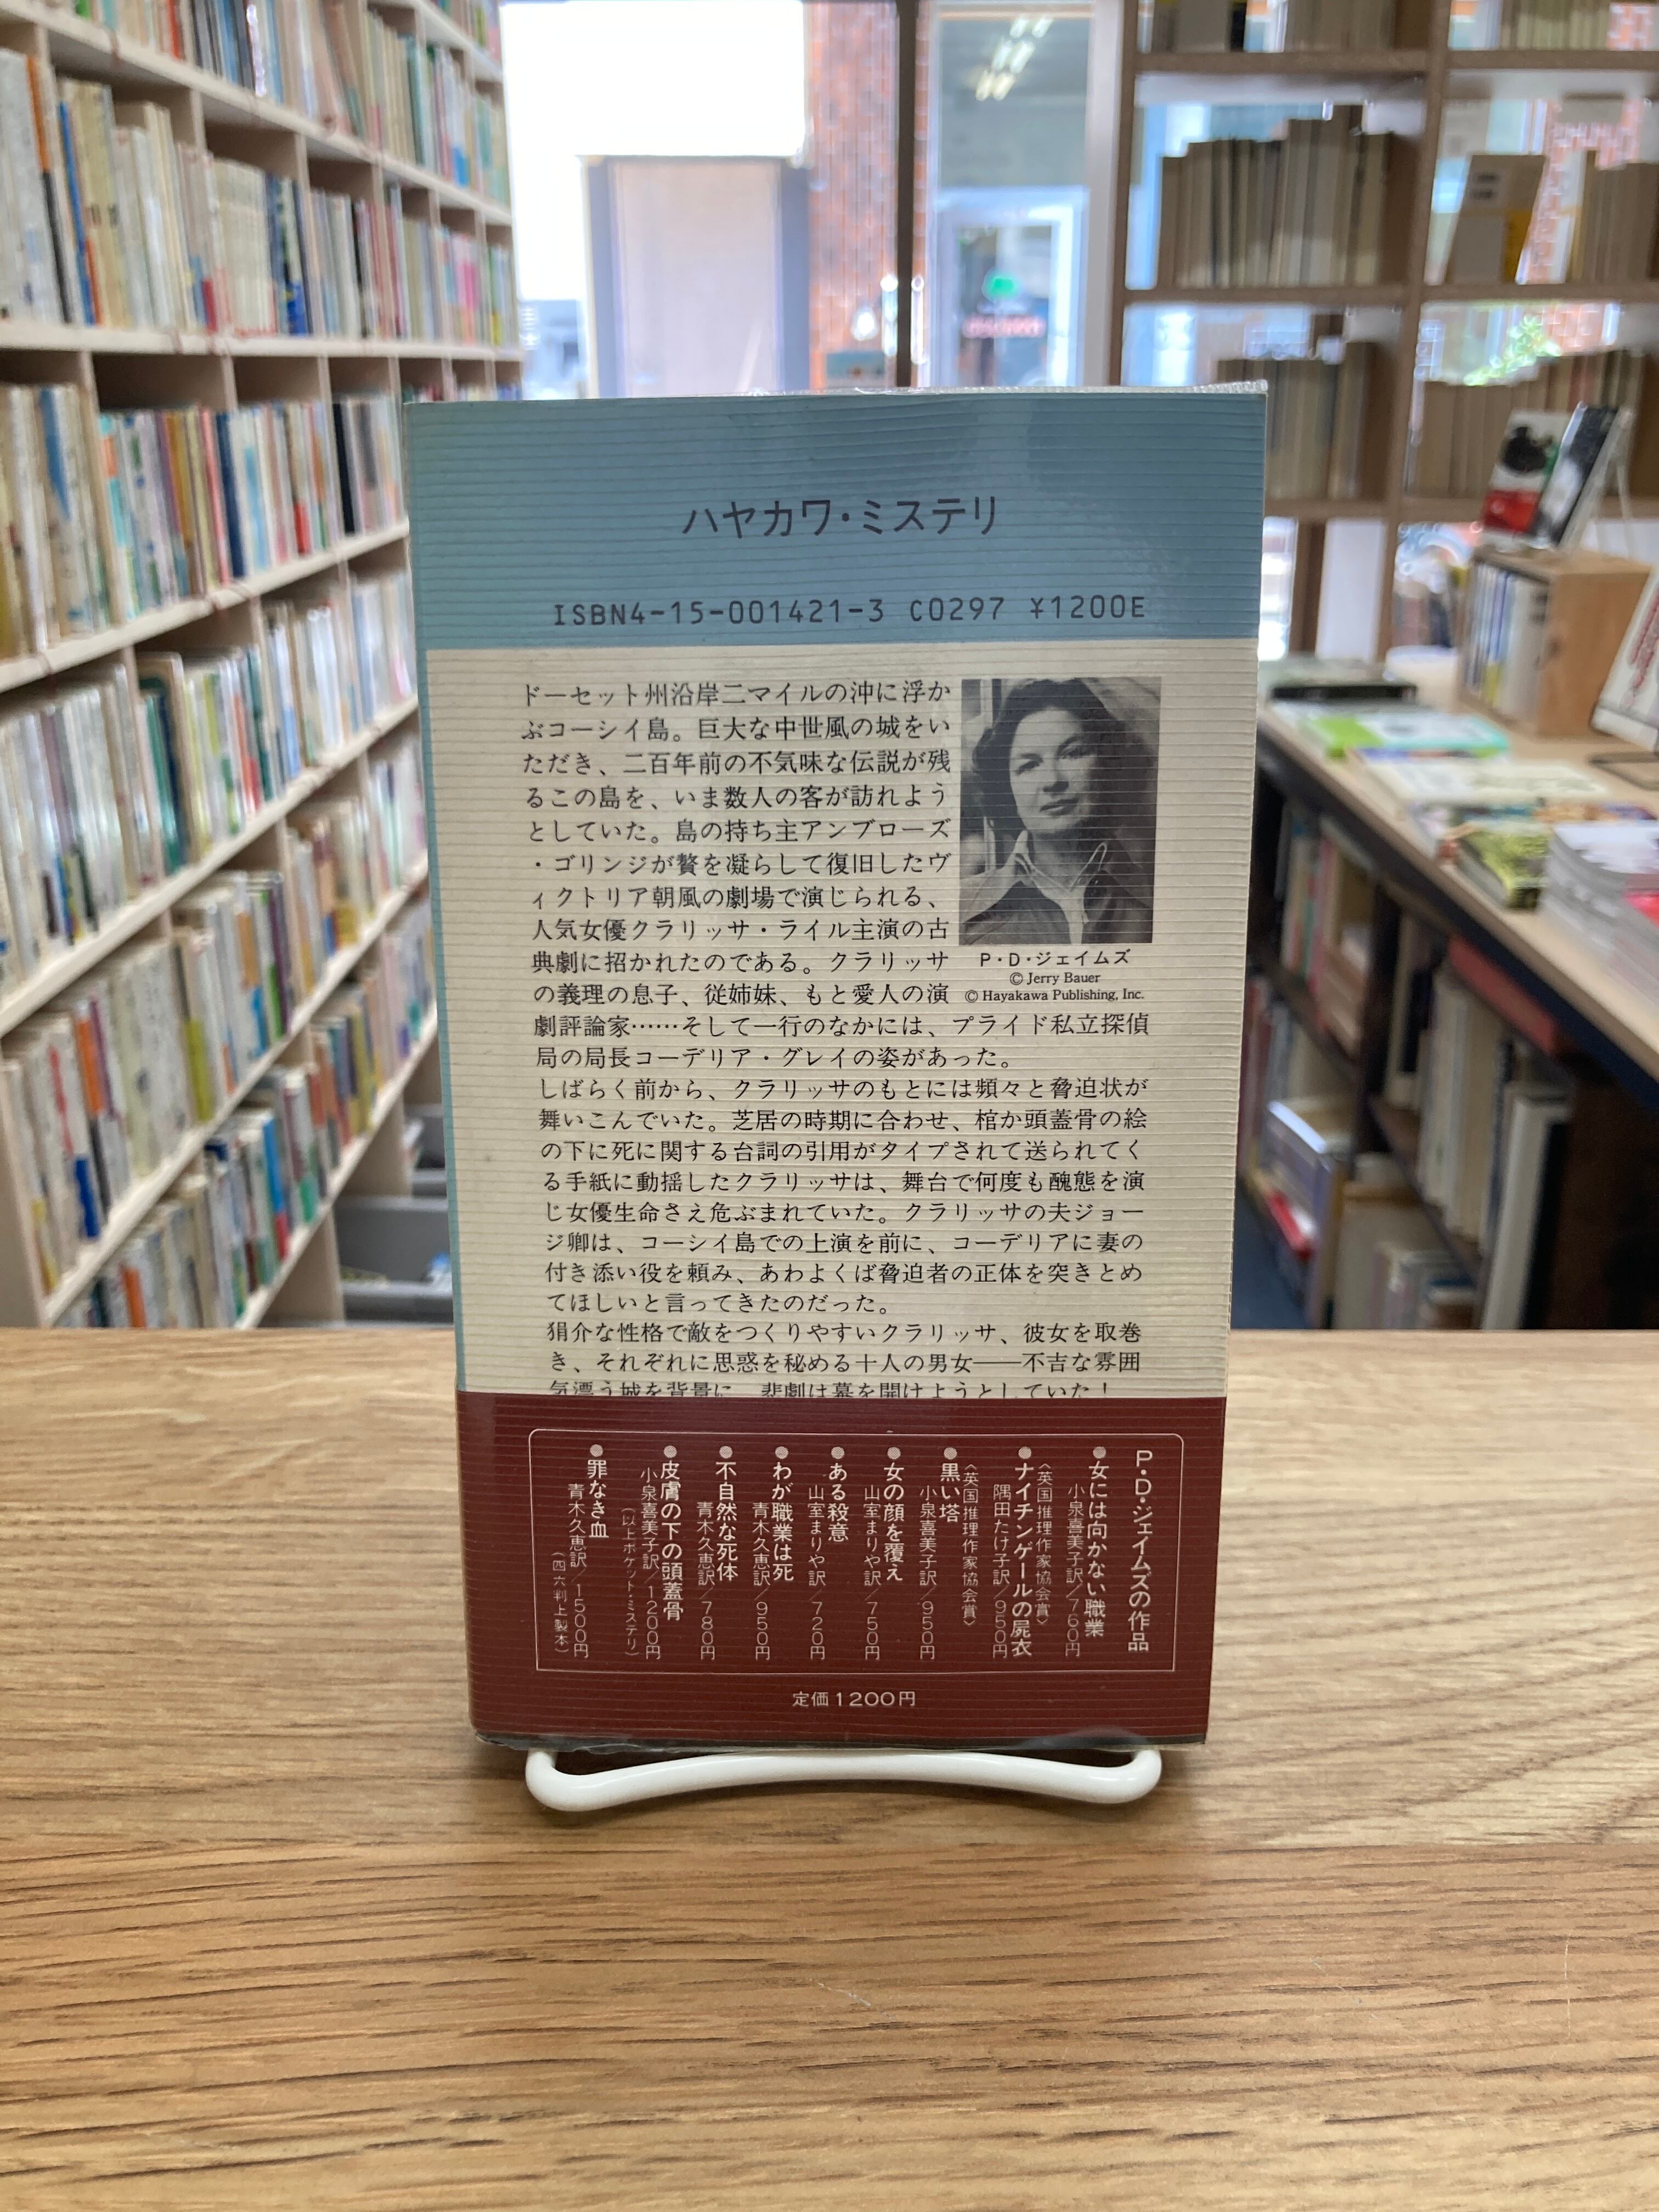 ハヤカワ・ミステリ
ISBN4-15-001421-3 C0297 ¥1200E
ドーセット州沿岸二マイルの沖に浮か
ぶコーシイ島。巨大な中世風の城をい
ただき、二百年前の不気味な伝説が残
るこの島を、いま数人の客が訪れよう
としていた。島の持ち主アンブローズ
・ゴリンジが贅を凝らして復旧したヴ
ィクトリア朝風の劇場で演じられる、
人気女優クラリッサ・ライル主演の古
典劇に招かれたのである。クラリッサ
の義理の息子、従姉妹、もと愛人の演
劇評論家……そして一行のなかには、プライド私立探偵
局の局長コーデリア・グレイの姿があった。
しばらく前から、クラリッサのもとには頻々と脅迫状が
舞いこんでいた。芝居の時期に合わせ、棺か頭蓋骨の絵
の下に死に関する台詞の引用がタイプされて送られてく
る手紙に動揺したクラリッサは、舞台で何度も醜態を演
じ女優生命さえ危ぶまれていた。クラリッサの夫ジョー
ジ卿は、コーシイ島での上演を前に、コーデリアに妻の
付き添い役を頼み、あわよくば脅迫者の正体を突きとめ
てほしいと言ってきたのだった。
狷介な性格で敵をつくりやすいクラリッサ、彼女を取巻
き、それぞれに思惑を秘める十人の男女――不吉な雰囲
気漂う城を背景に、悲劇は幕を開けようとしていた！
P・D・ジェイムズ
© Jerry Bauer
© Hayakawa Publishing, Inc.
P・D・ジェイムズの作品
●女には向かない職業
小泉喜美子訳／760円
〈英国推理作家協会賞〉
●ナイチンゲールの屍衣
隅田たけ子訳／950円
〈英国推理作家協会賞〉
●黒い塔
小泉喜美子訳／950円
●女の顔を覆え
山室まりや訳／750円
●ある殺意
山室まりや訳／720円
●わが職業は死
青木久恵訳／950円
●不自然な死体
青木久恵訳／780円
●皮膚の下の頭蓋骨
小泉喜美子訳／1200円
（以上ポケット・ミステリ）
●罪なき血
青木久恵訳／1500円
（四六判上製本）
定価1200円